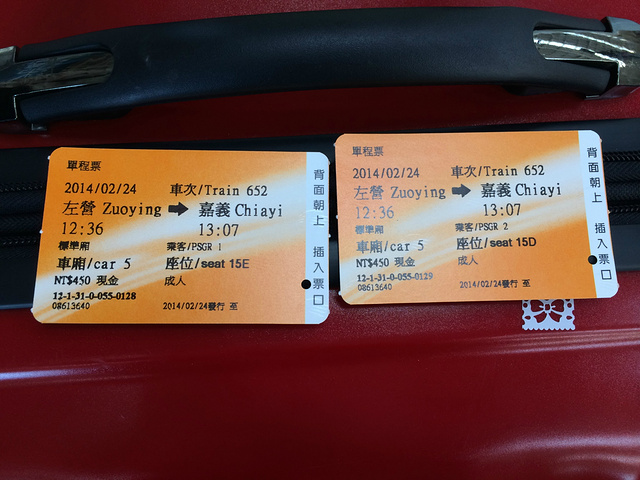 單程票
2014/02/24 車次/Train 652
左營 Zuoying ➡ 嘉義 Chiayi
12:36 13:07
標準廂 乘客/PSGR 1
車廂/car 5 座位/seat 15E
NT$450 現金 成人
12-1-31-0-055-0128
08613640 2014/02/24發行 至
背面朝上 插入票口
單程票
2014/02/24 車次/Train 652
左營 Zuoying ➡ 嘉義 Chiayi
12:36 13:07
標準廂 乘客/PSGR 2
車廂/car 5 座位/seat 15D
NT$450 現金 成人
12-1-31-0-055-0129
08613640 2014/02/24發行 至
背面朝上 插入票口